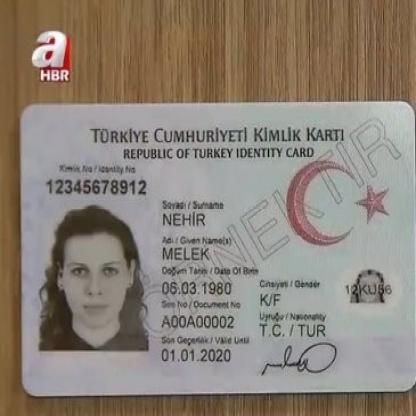 a
HBR
TÜRKİYE CUMHURİYETİ KİMLİK KARTI
REPUBLIC OF TURKEY IDENTITY CARD
Kimlik No / Identity No
12345678912
Soyadı / Surname
NEHİR
Adı / Given Name(s)
MELEK
Doğum Tarihi / Date Of Birth
06.03.1980
Cinsiyeti / Gender
K/F
Seri No / Document No
A00A00002
Uyruğu / Nationality
T.C. / TUR
Son Geçerlilik / Valid Until
01.01.2020
ÖRNEKTİR